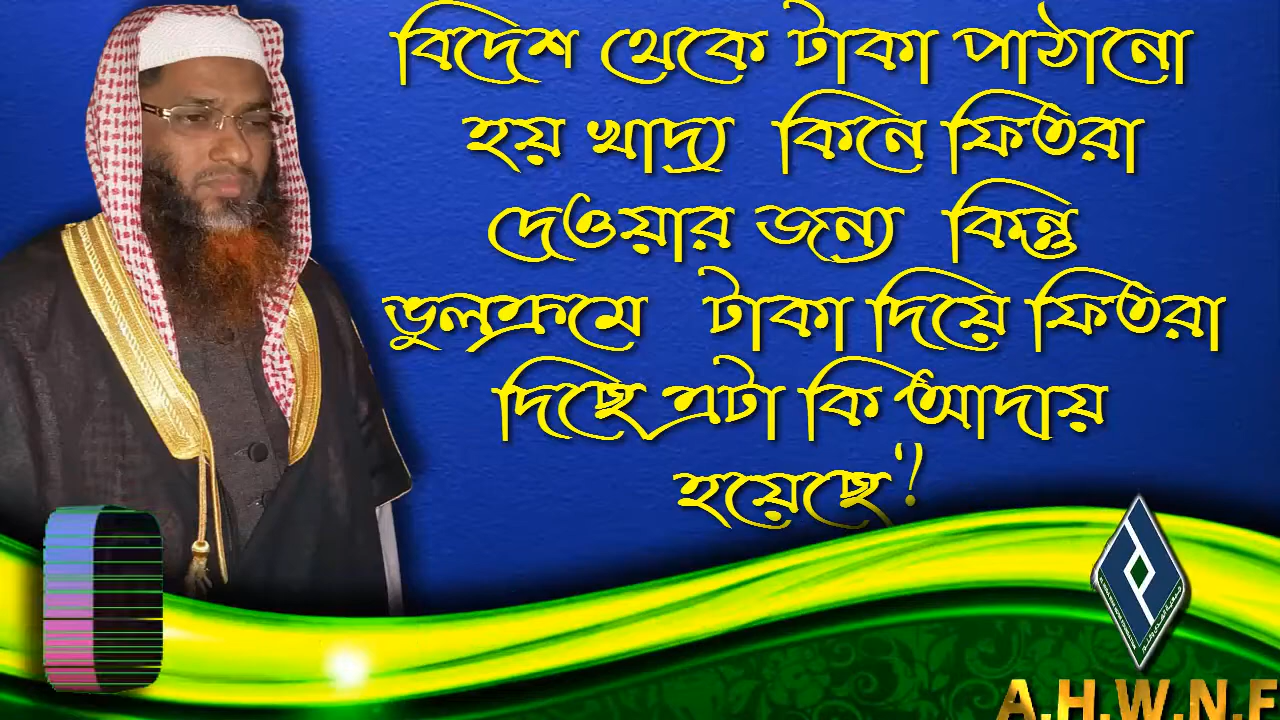 বিদেশ থেকে টাকা পাঠানো
হয় খাদ্য কিনে ফিতরা
দেওয়ার জন্য কিন্তু
ভুলক্রমে টাকা দিয়ে ফিতরা
দিছে এটা কি আদায়
হয়েছে?
A.H.W.N.F